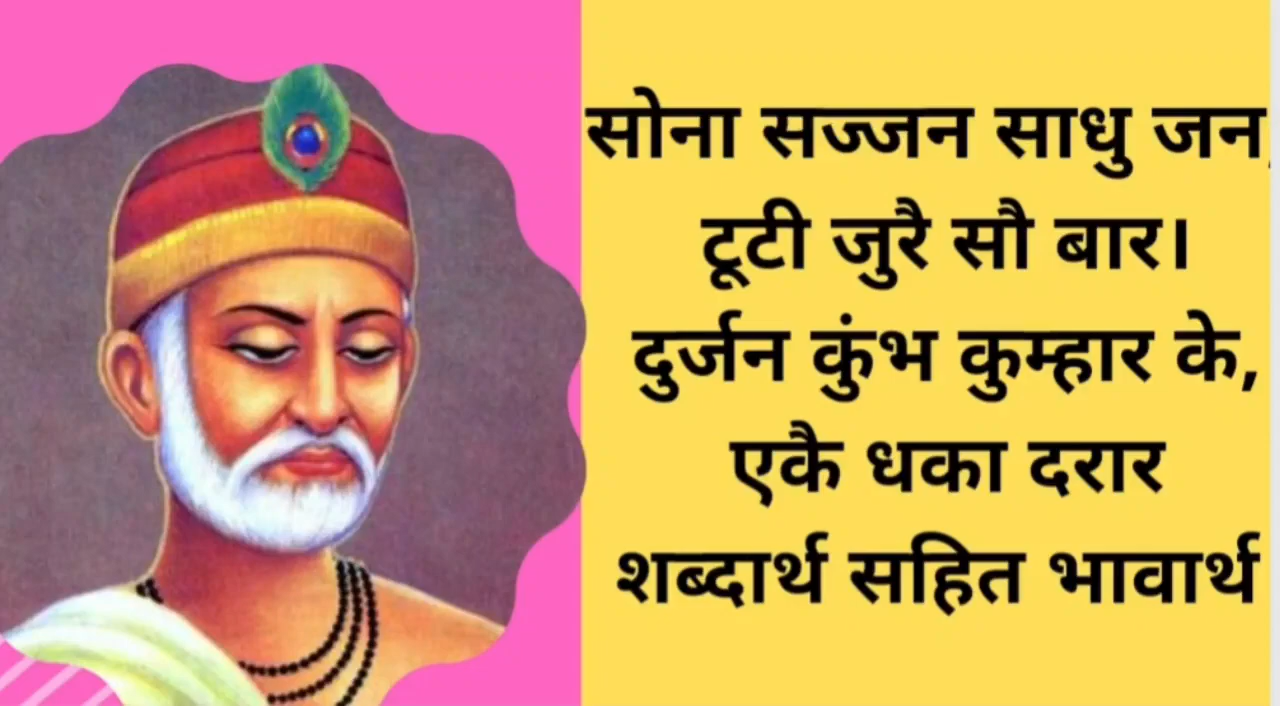 सोना सज्जन साधु जन,
टूटी जुरै सौ बार।
दुर्जन कुंभ कुम्हार के,
एकै धका दरार
शब्दार्थ सहित भावार्थ